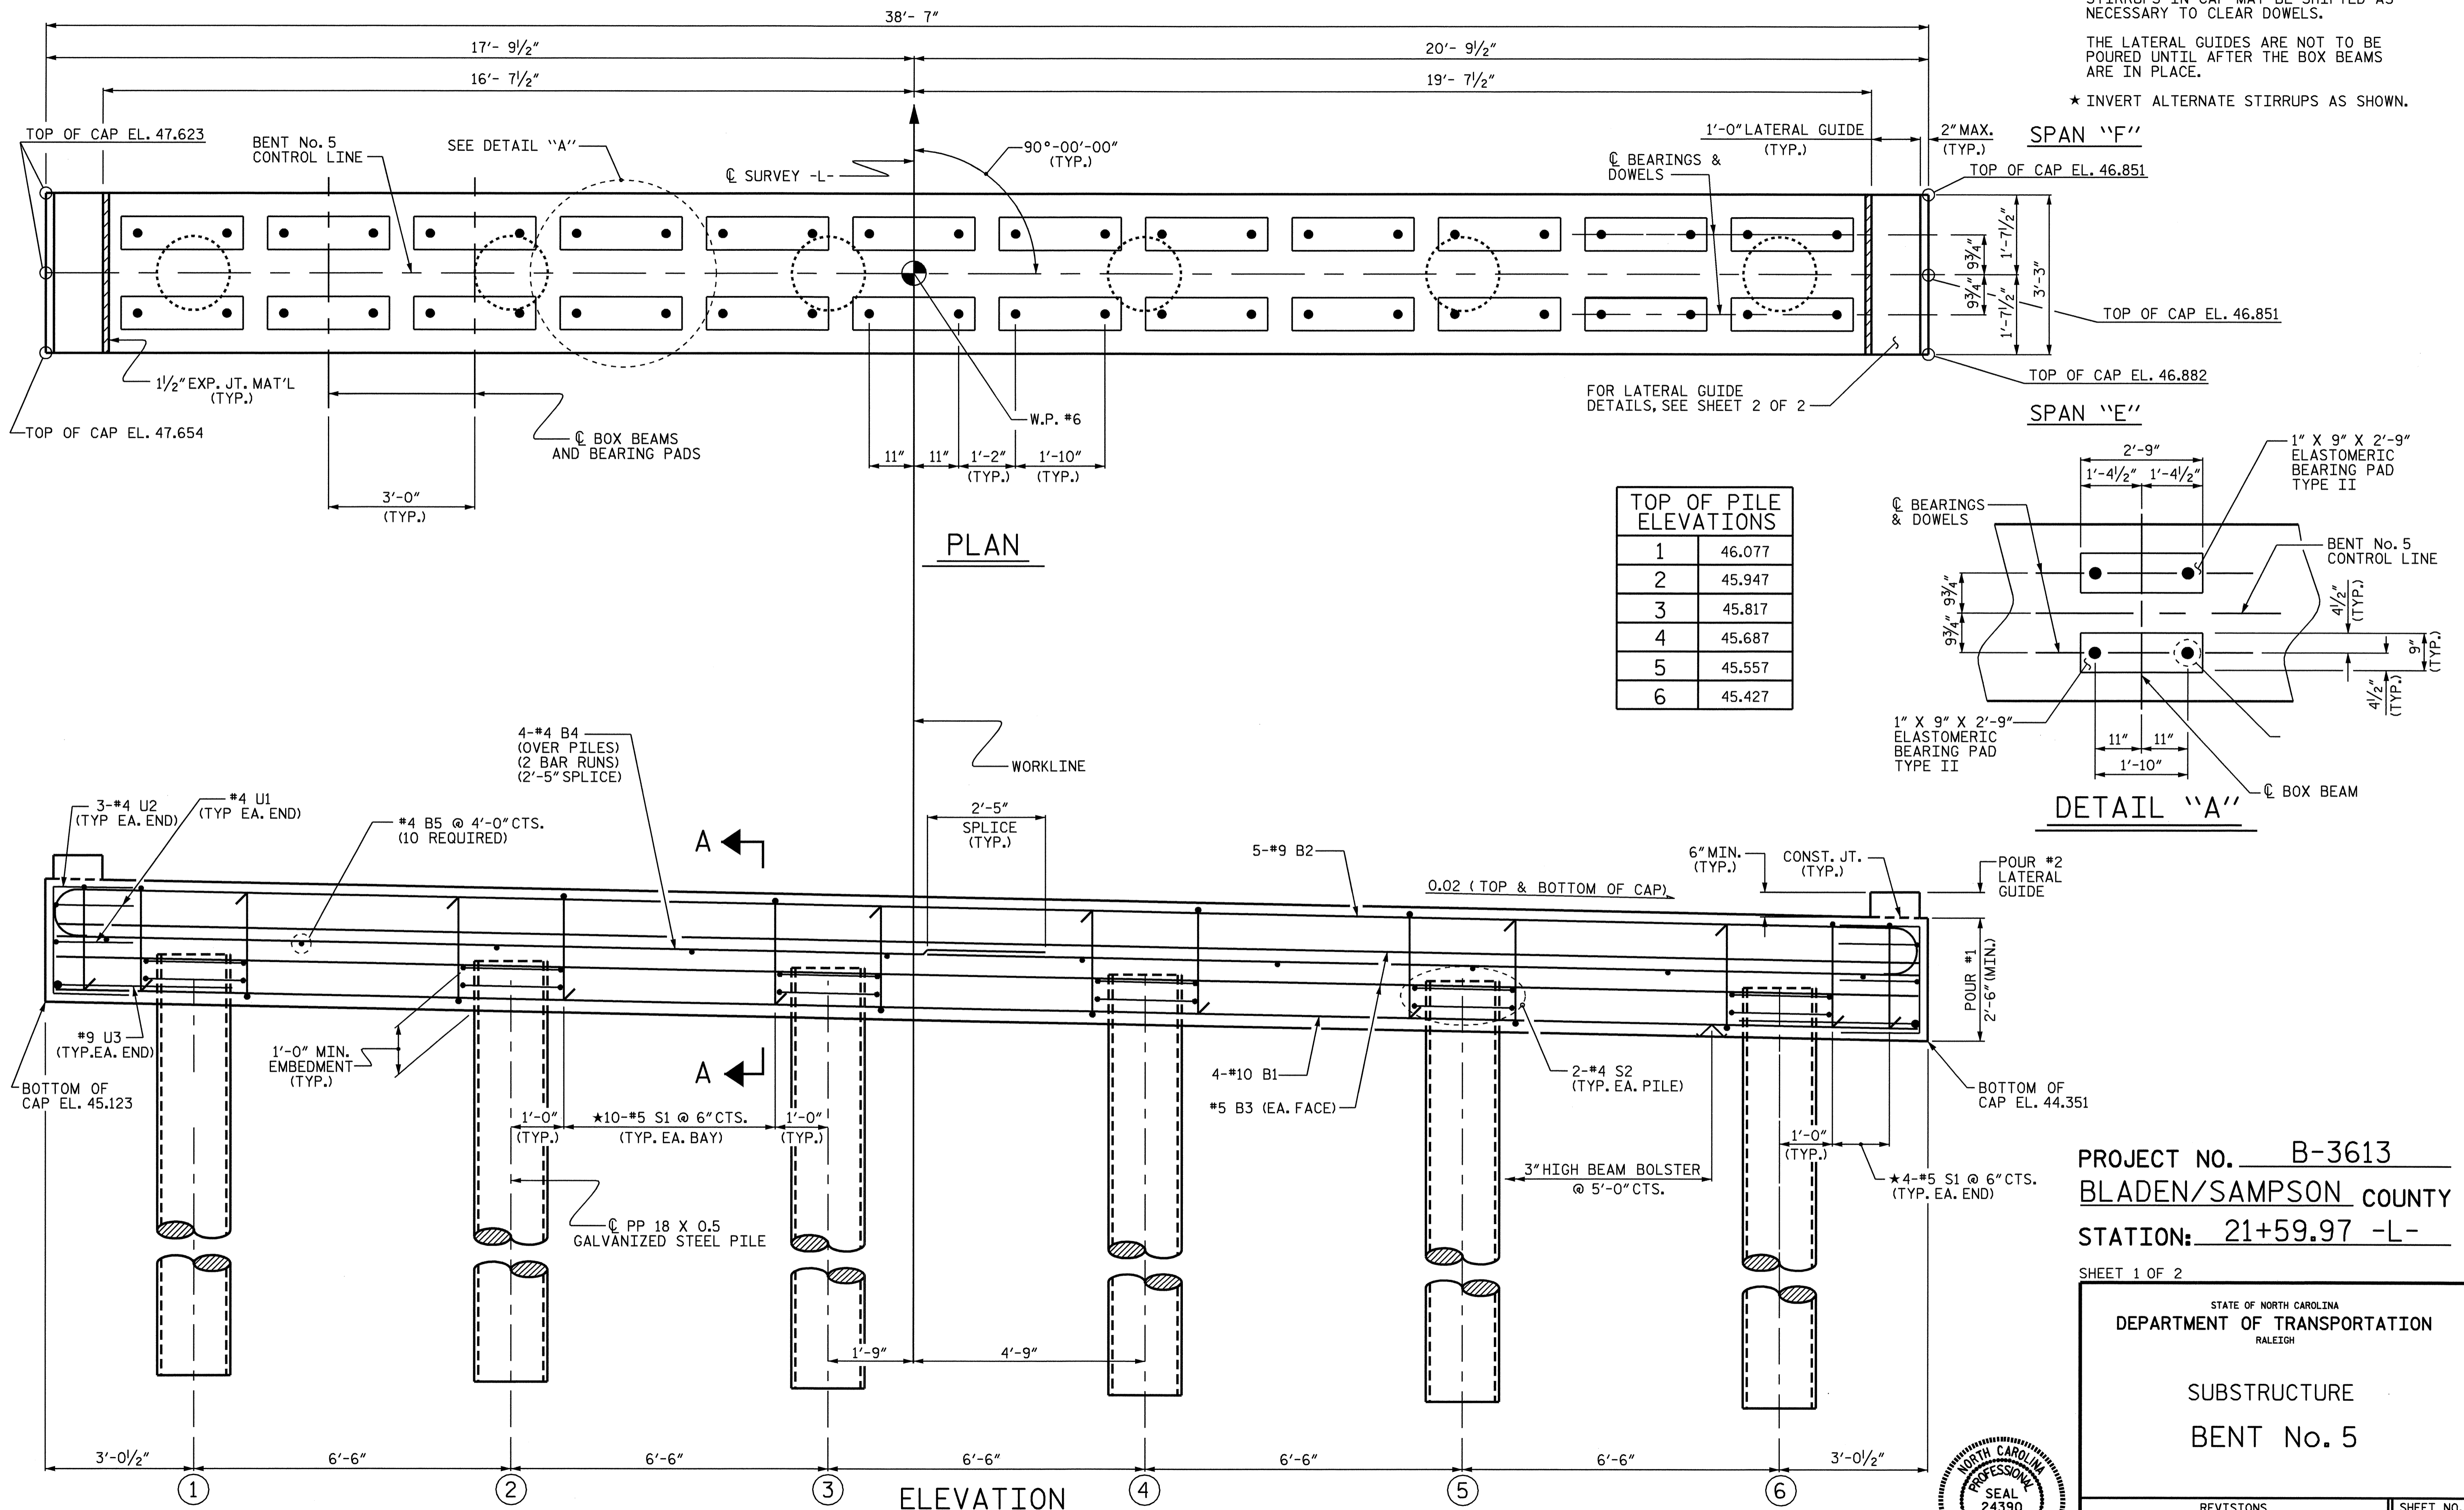 STIRRUPS IN CAP MAY BE SHIFTED AS
NECESSARY TO CLEAR DOWELS.
THE LATERAL GUIDES ARE NOT TO BE
POURED UNTIL AFTER THE BOX BEAMS
ARE IN PLACE.
★ INVERT ALTERNATE STIRRUPS AS SHOWN.
38'- 7"
17'- 9½"
20'- 9½"
16'- 7½"
19'- 7½"
TOP OF CAP EL. 47.623
BENT No. 5
CONTROL LINE
SEE DETAIL "A"
℄ SURVEY -L-
90°-00'-00"
(TYP.)
℄ BEARINGS &
DOWELS
1'-0" LATERAL GUIDE
(TYP.)
2" MAX.
(TYP.)
SPAN "F"
TOP OF CAP EL. 46.851
9¾"
9¾"
1'-7½"
1'-7½"
3'-3"
TOP OF CAP EL. 46.851
TOP OF CAP EL. 46.882
SPAN "E"
1½" EXP. JT. MAT'L
(TYP.)
TOP OF CAP EL. 47.654
℄ BOX BEAMS
AND BEARING PADS
3'-0"
(TYP.)
W.P. #6
11"
11"
1'-2"
(TYP.)
1'-10"
(TYP.)
FOR LATERAL GUIDE
DETAILS, SEE SHEET 2 OF 2
PLAN
TOP OF PILE
ELEVATIONS
1 46.077
2 45.947
3 45.817
4 45.687
5 45.557
6 45.427
2'-9"
1'-4½"
1'-4½"
1" X 9" X 2'-9"
ELASTOMERIC
BEARING PAD
TYPE II
℄ BEARINGS
& DOWELS
BENT No. 5
CONTROL LINE
9¾"
9¾"
4½"
(TYP.)
9"
(TYP.)
4½"
(TYP.)
1" X 9" X 2'-9"
ELASTOMERIC
BEARING PAD
TYPE II
11"
11"
1'-10"
℄ BOX BEAM
DETAIL "A"
WORKLINE
4-#4 B4
(OVER PILES)
(2 BAR RUNS)
(2'-5" SPLICE)
3-#4 U2
(TYP EA. END)
#4 U1
(TYP EA. END)
#4 B5 @ 4'-0" CTS.
(10 REQUIRED)
A
2'-5"
SPLICE
(TYP.)
5-#9 B2
0.02 ( TOP & BOTTOM OF CAP)
6" MIN.
(TYP.)
CONST. JT.
(TYP.)
POUR #2
LATERAL
GUIDE
POUR #1
2'-6" (MIN.)
#9 U3
(TYP.EA. END)
1'-0" MIN.
EMBEDMENT
(TYP.)
A
4-#10 B1
#5 B3 (EA. FACE)
2-#4 S2
(TYP. EA. PILE)
BOTTOM OF
CAP EL. 45.123
BOTTOM OF
CAP EL. 44.351
1'-0"
(TYP.)
★10-#5 S1 @ 6" CTS.
(TYP. EA. BAY)
1'-0"
(TYP.)
3" HIGH BEAM BOLSTER
@ 5'-0" CTS.
1'-0"
(TYP.)
★4-#5 S1 @ 6" CTS.
(TYP. EA. END)
℄ PP 18 X 0.5
GALVANIZED STEEL PILE
1'-9"
4'-9"
3'-0½"
6'-6"
6'-6"
6'-6"
6'-6"
6'-6"
3'-0½"
1
2
3
4
5
6
ELEVATION
PROJECT NO. B-3613
BLADEN/SAMPSON COUNTY
STATION: 21+59.97 -L-
SHEET 1 OF 2
STATE OF NORTH CAROLINA
DEPARTMENT OF TRANSPORTATION
RALEIGH
SUBSTRUCTURE
BENT No. 5
REVISIONS
SHEET NO.
NORTH CAROLINA
PROFESSIONAL
SEAL
24390